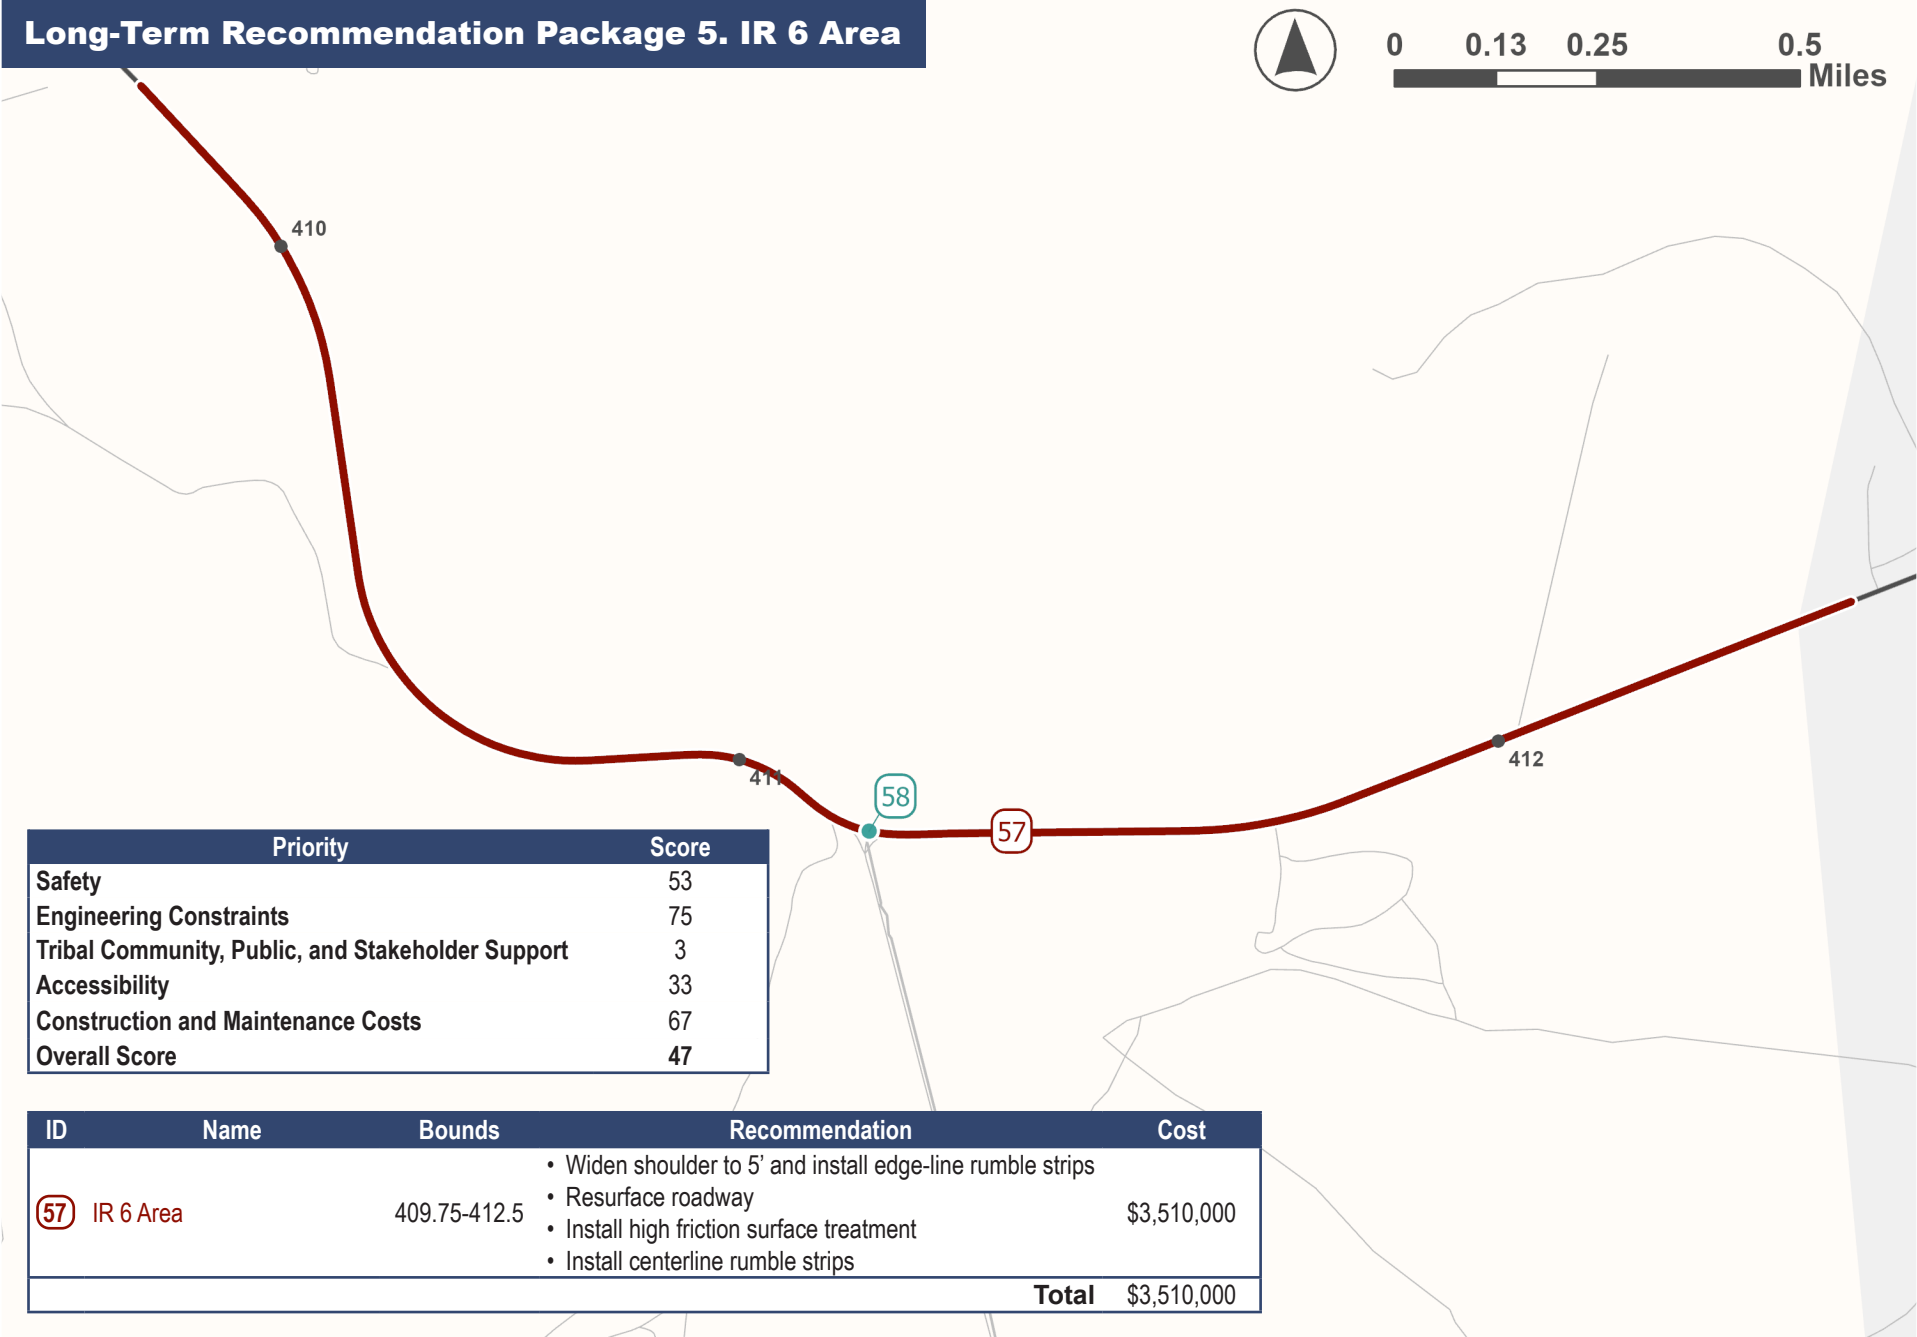 Long-Term Recommendation Package 5. IR 6 Area
0 0.13 0.25 0.5
Miles
410
411
412
58
57
Priority Score
Safety 53
Engineering Constraints 75
Tribal Community, Public, and Stakeholder Support 3
Accessibility 33
Construction and Maintenance Costs 67
Overall Score 47
ID Name Bounds Recommendation Cost
57 IR 6 Area 409.75-412.5 $3,510,000
• Widen shoulder to 5’ and install edge-line rumble strips
• Resurface roadway
• Install high friction surface treatment
• Install centerline rumble strips
Total $3,510,000